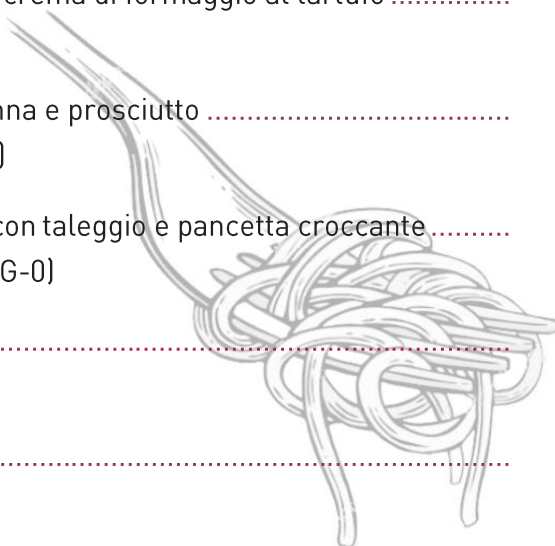 crema di formaggio al tartufo ...............
nna e prosciutto ......................................
)
con taleggio e pancetta croccante..........
G-0)
................................................................
................................................................